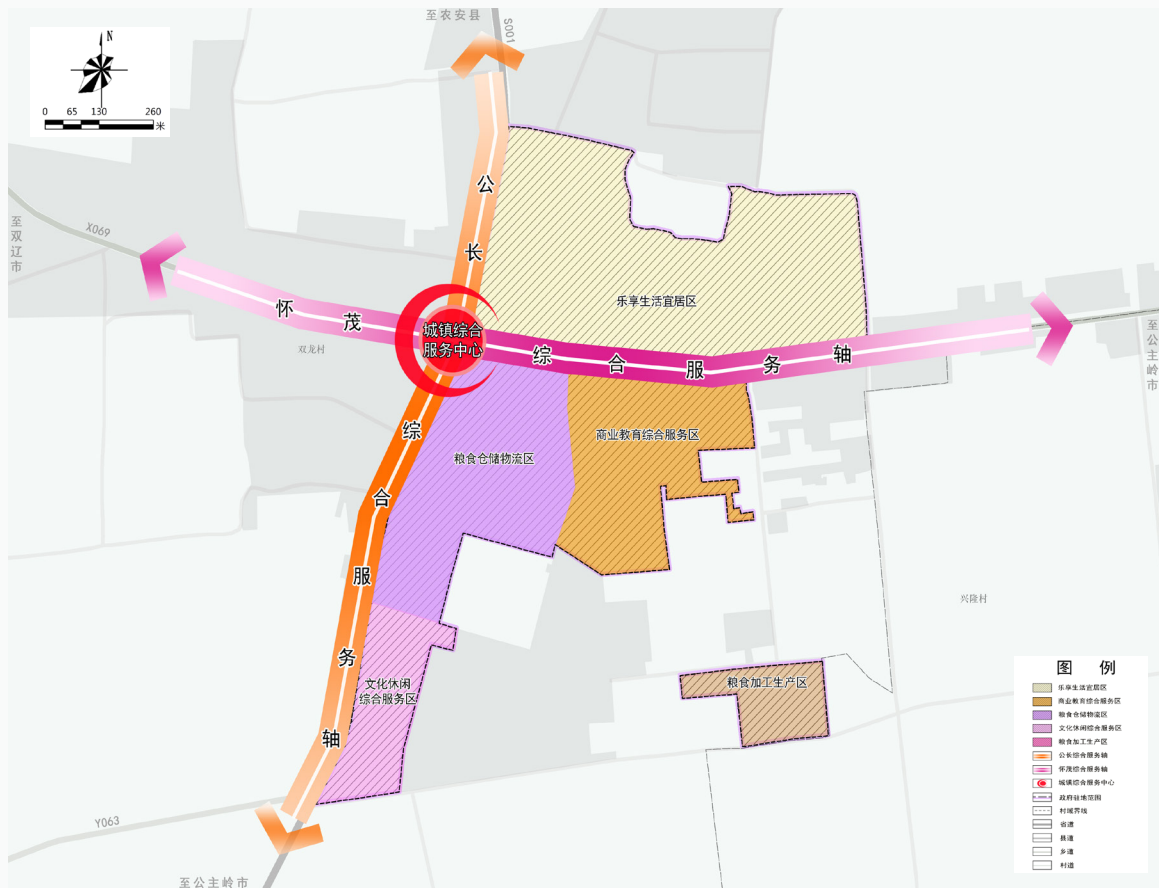 至农安县
S001
N
0 65 130 260
米
至双辽市
X069
公长综合服务轴
怀茂综合服务轴
城镇综合
服务中心
双龙村
乐享生活宜居区
至公主岭市
商业教育综合服务区
粮食仓储物流区
兴隆村
文化休闲
综合服务区
粮食加工生产区
Y063
至公主岭市
图 例
乐享生活宜居区
商业教育综合服务区
粮食仓储物流区
文化休闲综合服务区
粮食加工生产区
公长综合服务轴
怀茂综合服务轴
城镇综合服务中心
政府驻地范围
村域界线
省道
县道
乡道
村道